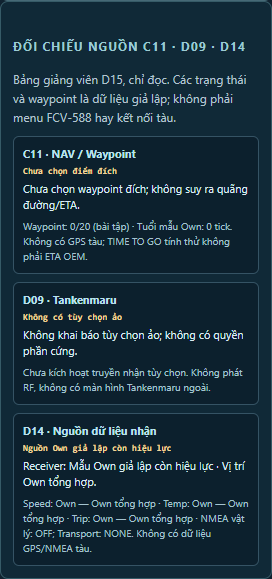 ĐỐI CHIẾU NGUỒN C11 · D09 · D14
Bảng giảng viên D15, chỉ đọc. Các trạng thái
và waypoint là dữ liệu giả lập; không phải
menu FCV-588 hay kết nối tàu.
C11 · NAV / Waypoint
Chưa chọn điểm đích
Chưa chọn waypoint đích; không suy ra quãng
đường/ETA.
Waypoint: 0/20 (bài tập) · Tuổi mẫu Own: 0 tick.
Không có GPS tàu; TIME TO GO tính thử không
phải ETA OEM.
D09 · Tankenmaru
Không có tùy chọn ảo
Không khai báo tùy chọn ảo; không có quyền
phần cứng.
Chưa kích hoạt truyền nhận tùy chọn. Không phát
RF, không có màn hình Tankenmaru ngoài.
D14 · Nguồn dữ liệu nhận
Nguồn Own giả lập còn hiệu lực
Receiver: Mẫu Own giả lập còn hiệu lực · Vị trí
Own tổng hợp.
Speed: Own — Own tổng hợp · Temp: Own — Own
tổng hợp · Trip: Own — Own tổng hợp · NMEA vật
lý: OFF; Transport: NONE. Không có dữ liệu
GPS/NMEA tàu.